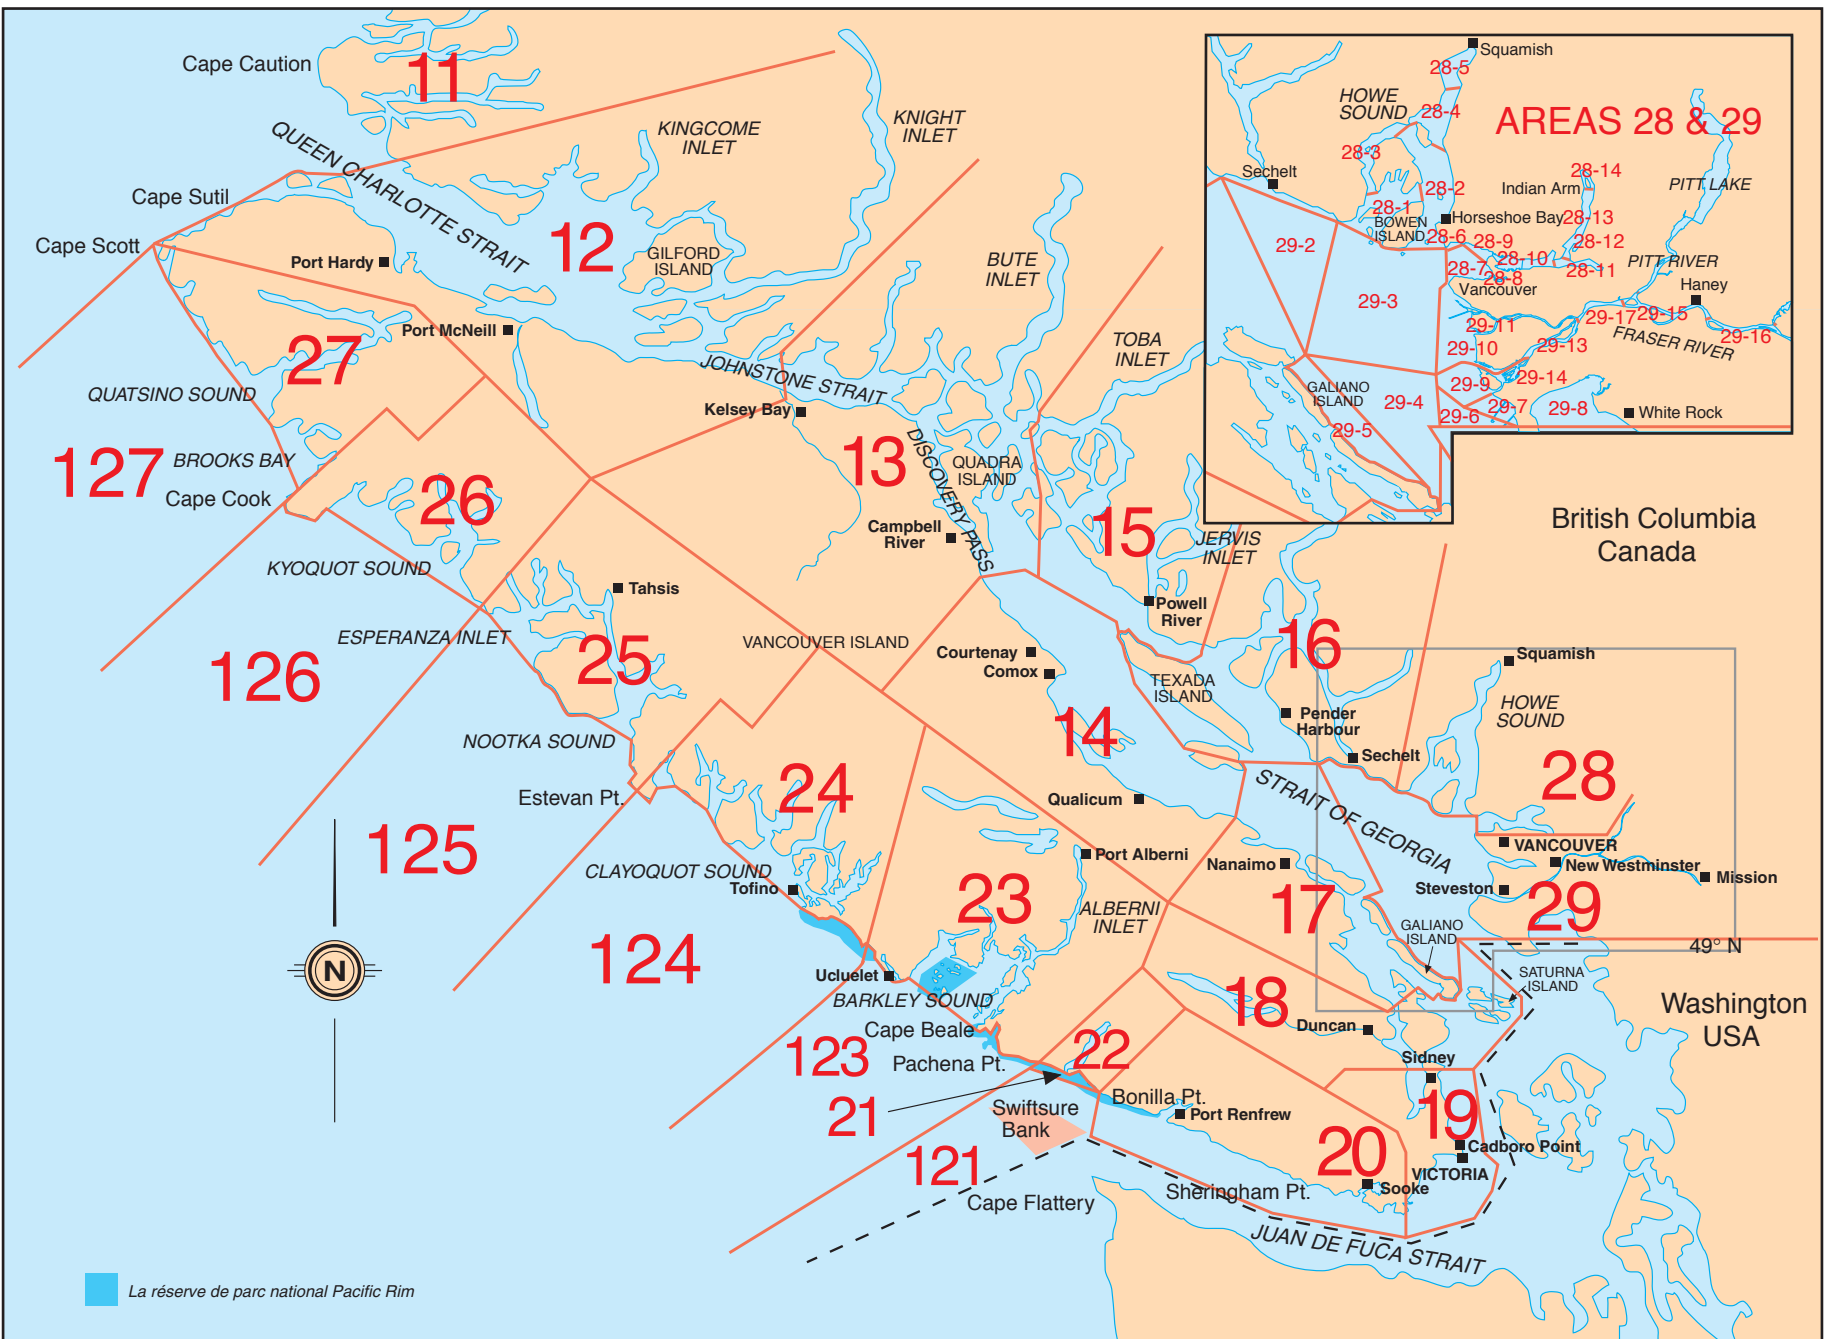 Cape Caution
11
QUEEN CHARLOTTE STRAIT
KINGCOME
INLET
KNIGHT
INLET
Cape Sutil
Cape Scott
Port Hardy
12
GILFORD
ISLAND
BUTE
INLET
27
Port McNeill
JOHNSTONE STRAIT
TOBA
INLET
QUATSINO SOUND
Kelsey Bay
127
BROOKS BAY
Cape Cook
26
13
DISCOVERY PASS
QUADRA
ISLAND
Campbell
River
15
JERVIS
INLET
KYOQUOT SOUND
Tahsis
Powell
River
126
ESPERANZA INLET
25
VANCOUVER ISLAND
Courtenay
Comox
TEXADA
ISLAND
16
Squamish
Pender
Harbour
HOWE
SOUND
NOOTKA SOUND
14
Sechelt
28
Estevan Pt.
24
Qualicum
STRAIT OF GEORGIA
125
CLAYOQUOT SOUND
Tofino
Port Alberni
Nanaimo
VANCOUVER
New Westminster
Mission
Steveston
23
ALBERNI
INLET
17
29
GALIANO
ISLAND
49° N
124
Ucluelet
BARKLEY SOUND
N
18
SATURNA
ISLAND
Washington
USA
Cape Beale
Duncan
123
Pachena Pt.
22
Sidney
21
Swiftsure
Bank
Bonilla Pt.
Port Renfrew
19
Cadboro Point
VICTORIA
121
20
Cape Flattery
Sheringham Pt.
Sooke
JUAN DE FUCA STRAIT
La réserve de parc national Pacific Rim
British Columbia
Canada
AREAS 28 & 29
Squamish
28-5
HOWE
SOUND
28-4
28-3
Sechelt
28-2
28-14
Indian Arm
PITT LAKE
28-1
BOWEN
ISLAND
Horseshoe Bay
28-13
28-6
28-9
28-12
29-2
28-10
28-7
28-8
28-11
PITT RIVER
Vancouver
Haney
29-3
29-11
29-17
29-15
29-10
29-13
FRASER RIVER
29-16
GALIANO
ISLAND
29-9
29-14
29-4
29-6
29-7
29-8
White Rock
29-5